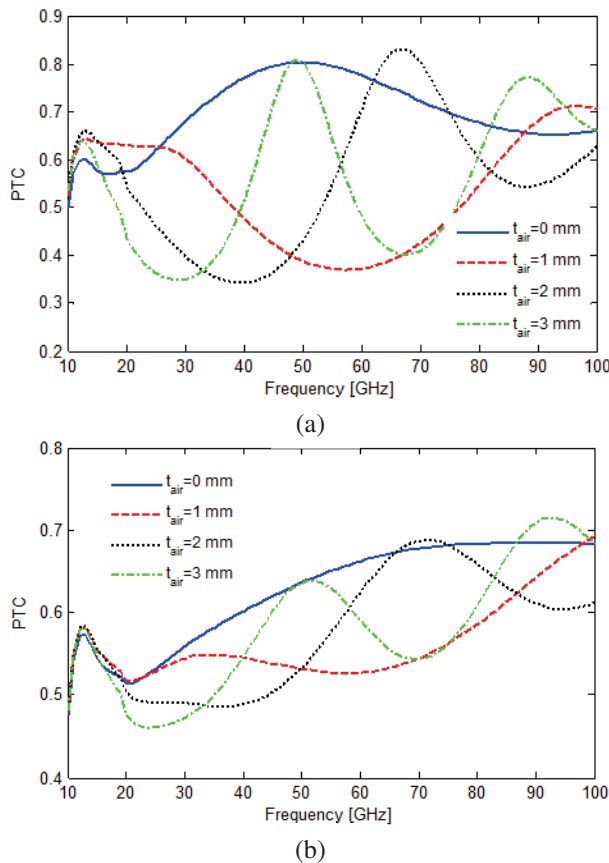 0.9
0.8
0.7
0.6
0.5
0.4
0.3
0.2
PTC
t_air=0 mm
t_air=1 mm
t_air=2 mm
t_air=3 mm
10 20 30 40 50 60 70 80 90 100
Frequency [GHz]
(a)
0.8
0.7
0.6
0.5
0.4
PTC
t_air=0 mm
t_air=1 mm
t_air=2 mm
t_air=3 mm
10 20 30 40 50 60 70 80 90 100
Frequency [GHz]
(b)